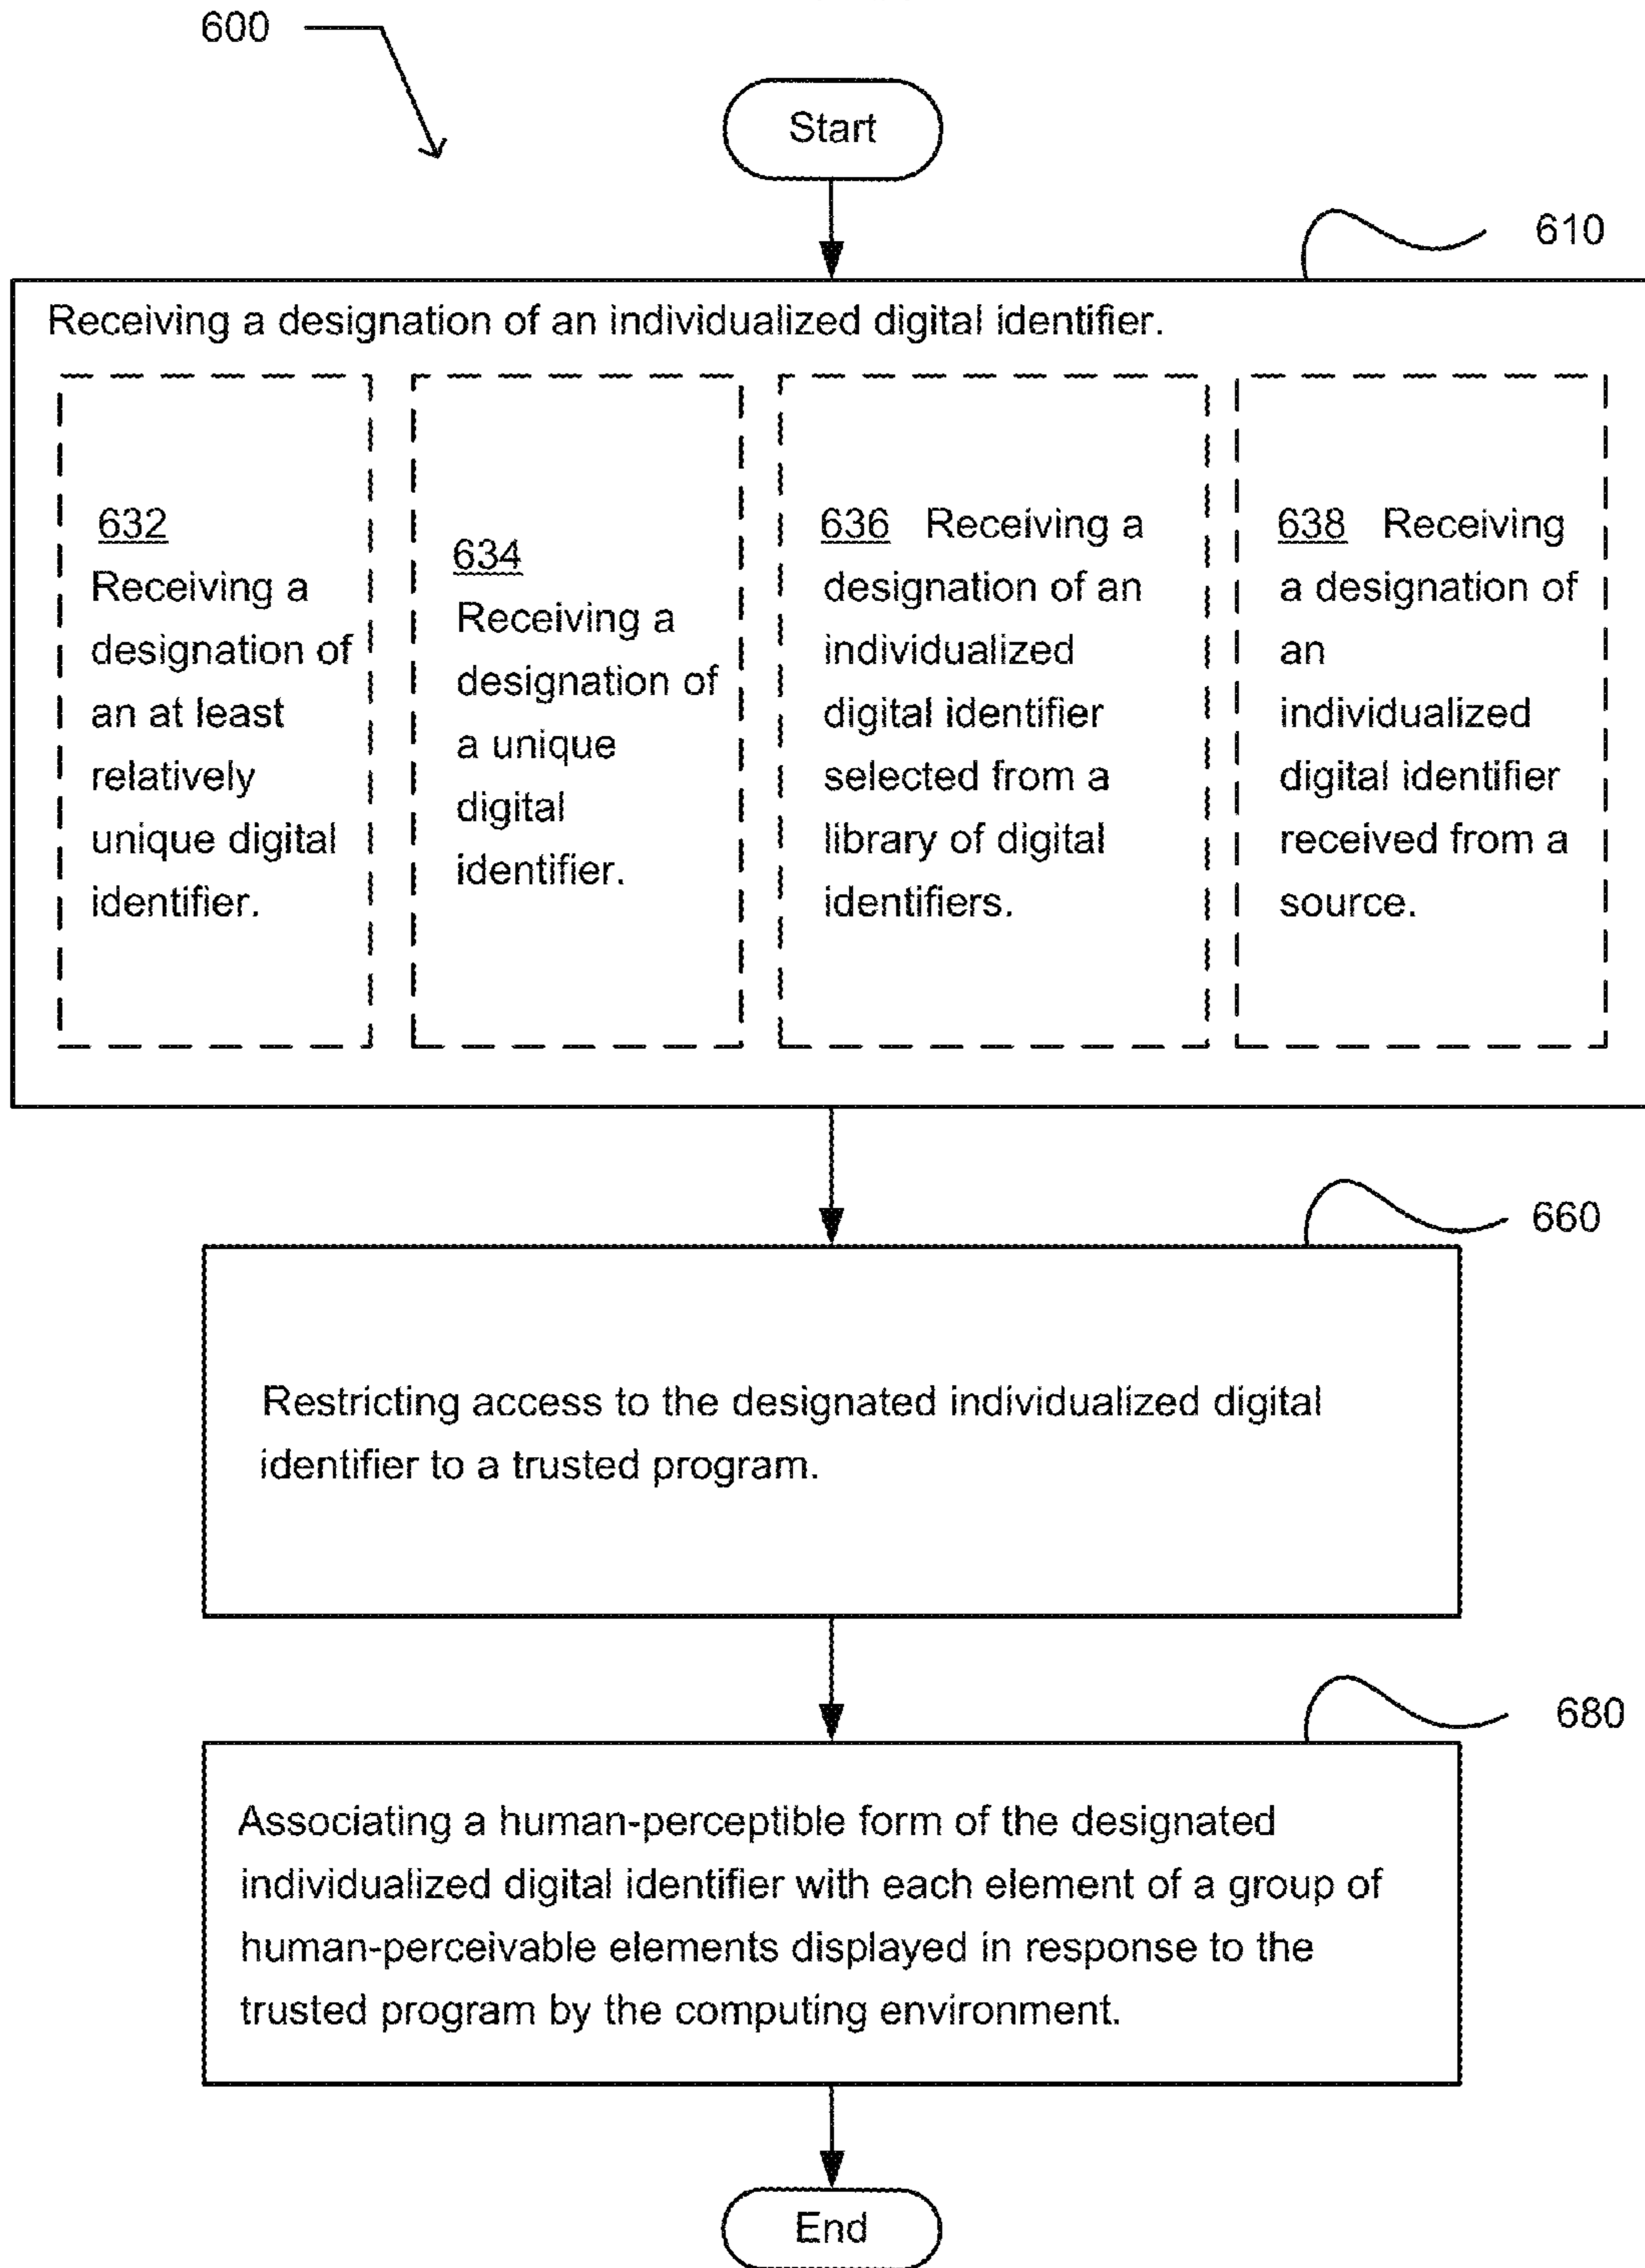 600
Start
610
Receiving a designation of an individualized digital identifier.
632
Receiving a
designation of
an at least
relatively
unique digital
identifier.
634
Receiving a
designation of
a unique
digital
identifier.
636 Receiving a
designation of an
individualized
digital identifier
selected from a
library of digital
identifiers.
638 Receiving
a designation of
an
individualized
digital identifier
received from a
source.
660
Restricting access to the designated individualized digital
identifier to a trusted program.
680
Associating a human-perceptible form of the designated
individualized digital identifier with each element of a group of
human-perceivable elements displayed in response to the
trusted program by the computing environment.
End